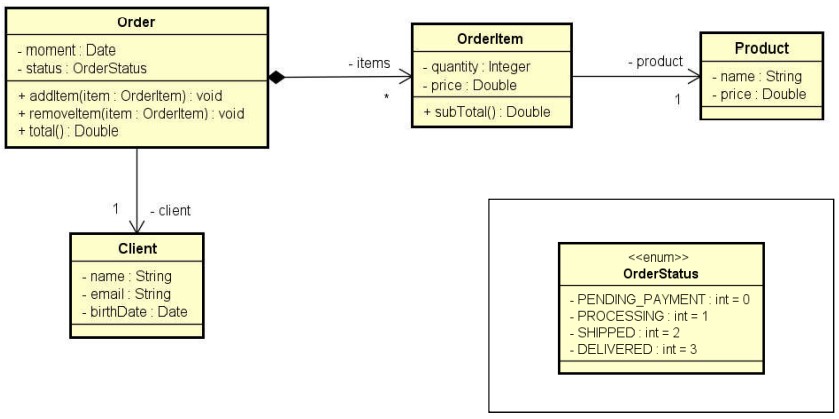 Order
- moment : Date
- status : OrderStatus
+ addItem(item : OrderItem) : void
+ removeItem(item : OrderItem) : void
+ total() : Double
- items
*
OrderItem
- quantity : Integer
- price : Double
+ subTotal() : Double
- product
1
Product
- name : String
- price : Double
1
- client
Client
- name : String
- email : String
- birthDate : Date
<<enum>>
OrderStatus
- PENDING_PAYMENT : int = 0
- PROCESSING : int = 1
- SHIPPED : int = 2
- DELIVERED : int = 3